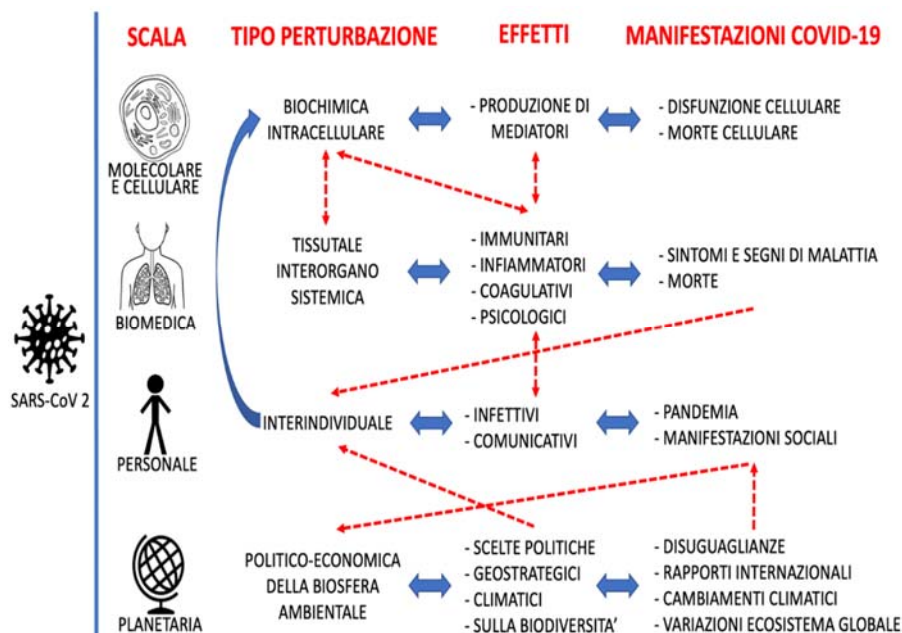 SCALA TIPO PERTURBAZIONE EFFETTI MANIFESTAZIONI COVID-19
MOLECOLARE
E CELLULARE
BIOCHIMICA
INTRACELLULARE
- PRODUZIONE DI
MEDIATORI
- DISFUNZIONE CELLULARE
- MORTE CELLULARE
BIOMEDICA
TISSUTALE
INTERORGANO
SISTEMICA
- IMMUNITARI
- INFIAMMATORI
- COAGULATIVI
- PSICOLOGICI
- SINTOMI E SEGNI DI MALATTIA
- MORTE
SARS-CoV 2
PERSONALE
INTERINDIVIDUALE
- INFETTIVI
- COMUNICATIVI
- PANDEMIA
- MANIFESTAZIONI SOCIALI
PLANETARIA
POLITICO-ECONOMICA
DELLA BIOSFERA
AMBIENTALE
- SCELTE POLITICHE
- GEOSTRATEGICI
- CLIMATICI
- SULLA BIODIVERSITA'
- DISUGUAGLIANZE
- RAPPORTI INTERNAZIONALI
- CAMBIAMENTI CLIMATICI
- VARIAZIONI ECOSISTEMA GLOBALE